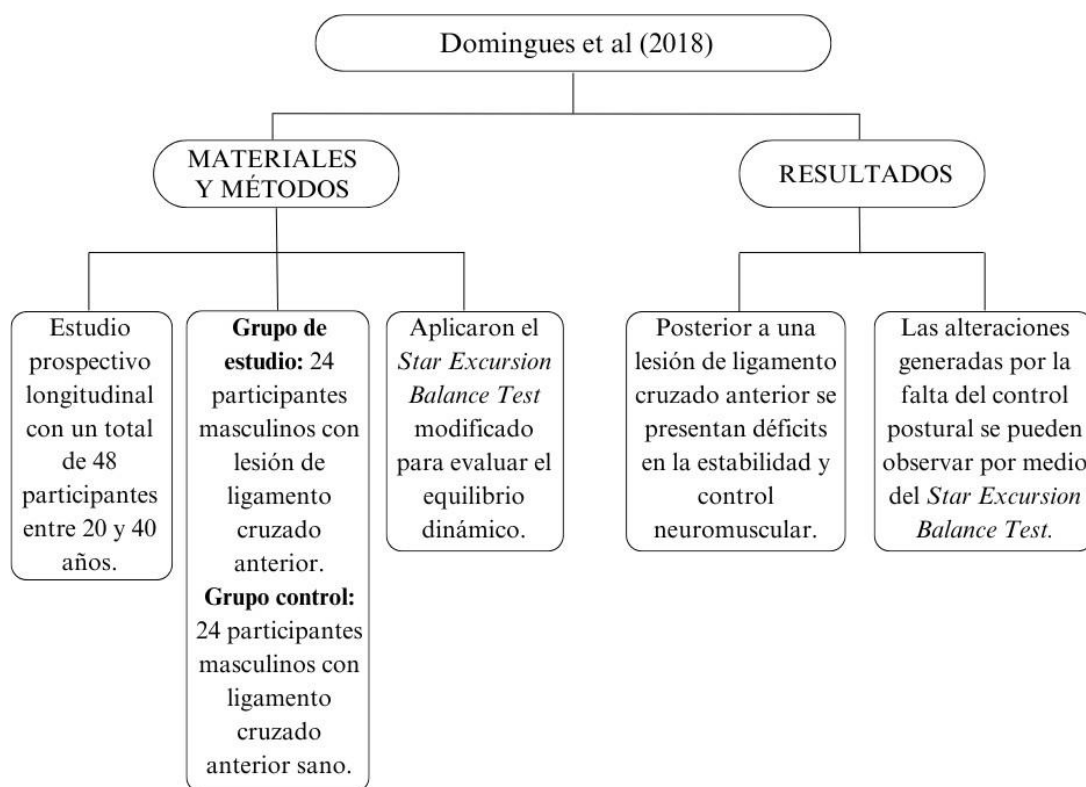 Domingues et al (2018)
MATERIALES
Y MÉTODOS
RESULTADOS
Estudio
prospectivo
longitudinal
con un total
de 48
participantes
entre 20 y 40
años.
Grupo de
estudio: 24
participantes
masculinos con
lesión de
ligamento
cruzado
anterior.
Grupo control:
24 participantes
masculinos con
ligamento
cruzado
anterior sano.
Aplicaron el
Star Excursion
Balance Test
modificado
para evaluar el
equilibrio
dinámico.
Posterior a una
lesión de ligamento
cruzado anterior se
presentan déficits
en la estabilidad y
control
neuromuscular.
Las alteraciones
generadas por la
falta del control
postural se pueden
observar por medio
del Star Excursion
Balance Test.